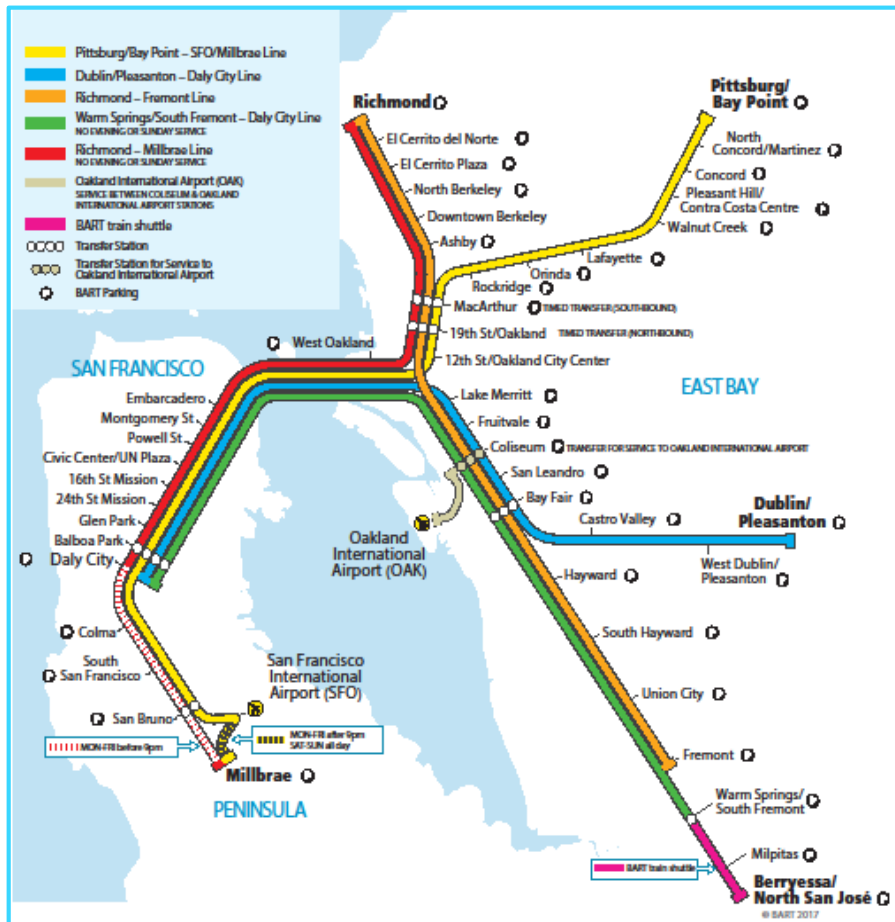 Pittsburg/Bay Point – SFO/Millbrae Line
Dublin/Pleasanton – Daly City Line
Richmond – Fremont Line
Warm Springs/South Fremont – Daly City Line
NO EVENING OR SUNDAY SERVICE
Richmond – Millbrae Line
NO EVENING OR SUNDAY SERVICE
Oakland International Airport (OAK)
SERVICE BETWEEN COLISEUM & OAKLAND
INTERNATIONAL AIRPORT STATIONS
BART train shuttle
Transfer Station
Transfer Station for Service to
Oakland International Airport
P BART Parking
Richmond P
El Cerrito del Norte P
El Cerrito Plaza P
North Berkeley P
Downtown Berkeley
Ashby P
Pittsburg/
Bay Point P
North
Concord/Martinez P
Concord P
Pleasant Hill/
Contra Costa Centre P
Walnut Creek P
Lafayette P
Orinda P
Rockridge P
MacArthur P TIMED TRANSFER (SOUTHBOUND)
19th St/Oakland TIMED TRANSFER (NORTHBOUND)
12th St/Oakland City Center
P West Oakland
SAN FRANCISCO
EAST BAY
Embarcadero
Montgomery St
Powell St
Civic Center/UN Plaza
16th St Mission
24th St Mission
Glen Park
Balboa Park
P Daly City
P Colma
South
P San Francisco
P San Bruno
San Francisco
International
Airport (SFO)
MON-FRI before 9pm
MON-FRI after 9pm
SAT-SUN all day
Millbrae P
PENINSULA
Lake Merritt P
Fruitvale P
Coliseum P TRANSFER FOR SERVICE TO OAKLAND INTERNATIONAL AIRPORT
San Leandro P
Bay Fair P
Oakland
International
Airport (OAK)
Castro Valley P
Dublin/
Pleasanton P
West Dublin/
Pleasanton P
Hayward P
South Hayward P
Union City P
Fremont P
Warm Springs/
South Fremont P
BART train shuttle
Milpitas P
Berryessa/
North San José P
© BART 2017